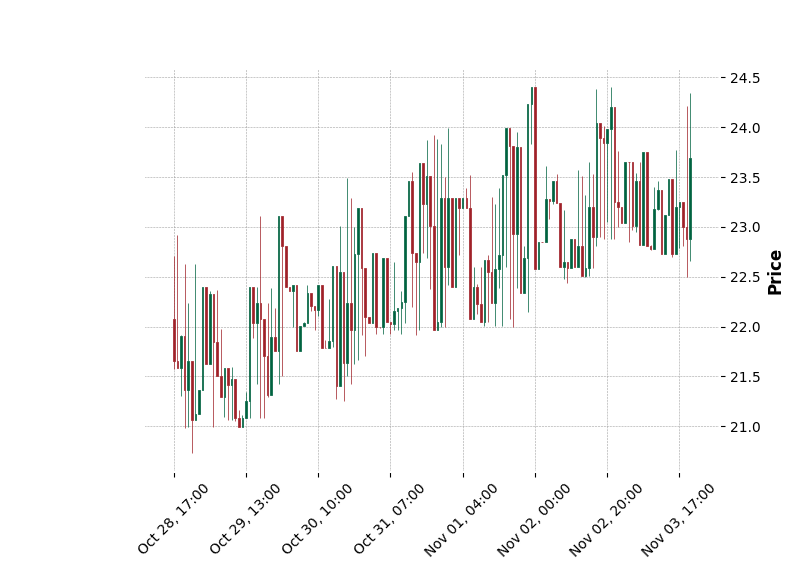 24.5
24.0
23.5
23.0
22.5
22.0
21.5
21.0
Price
Oct 28, 17:00
Oct 29, 13:00
Oct 30, 10:00
Oct 31, 07:00
Nov 01, 04:00
Nov 02, 00:00
Nov 02, 20:00
Nov 03, 17:00